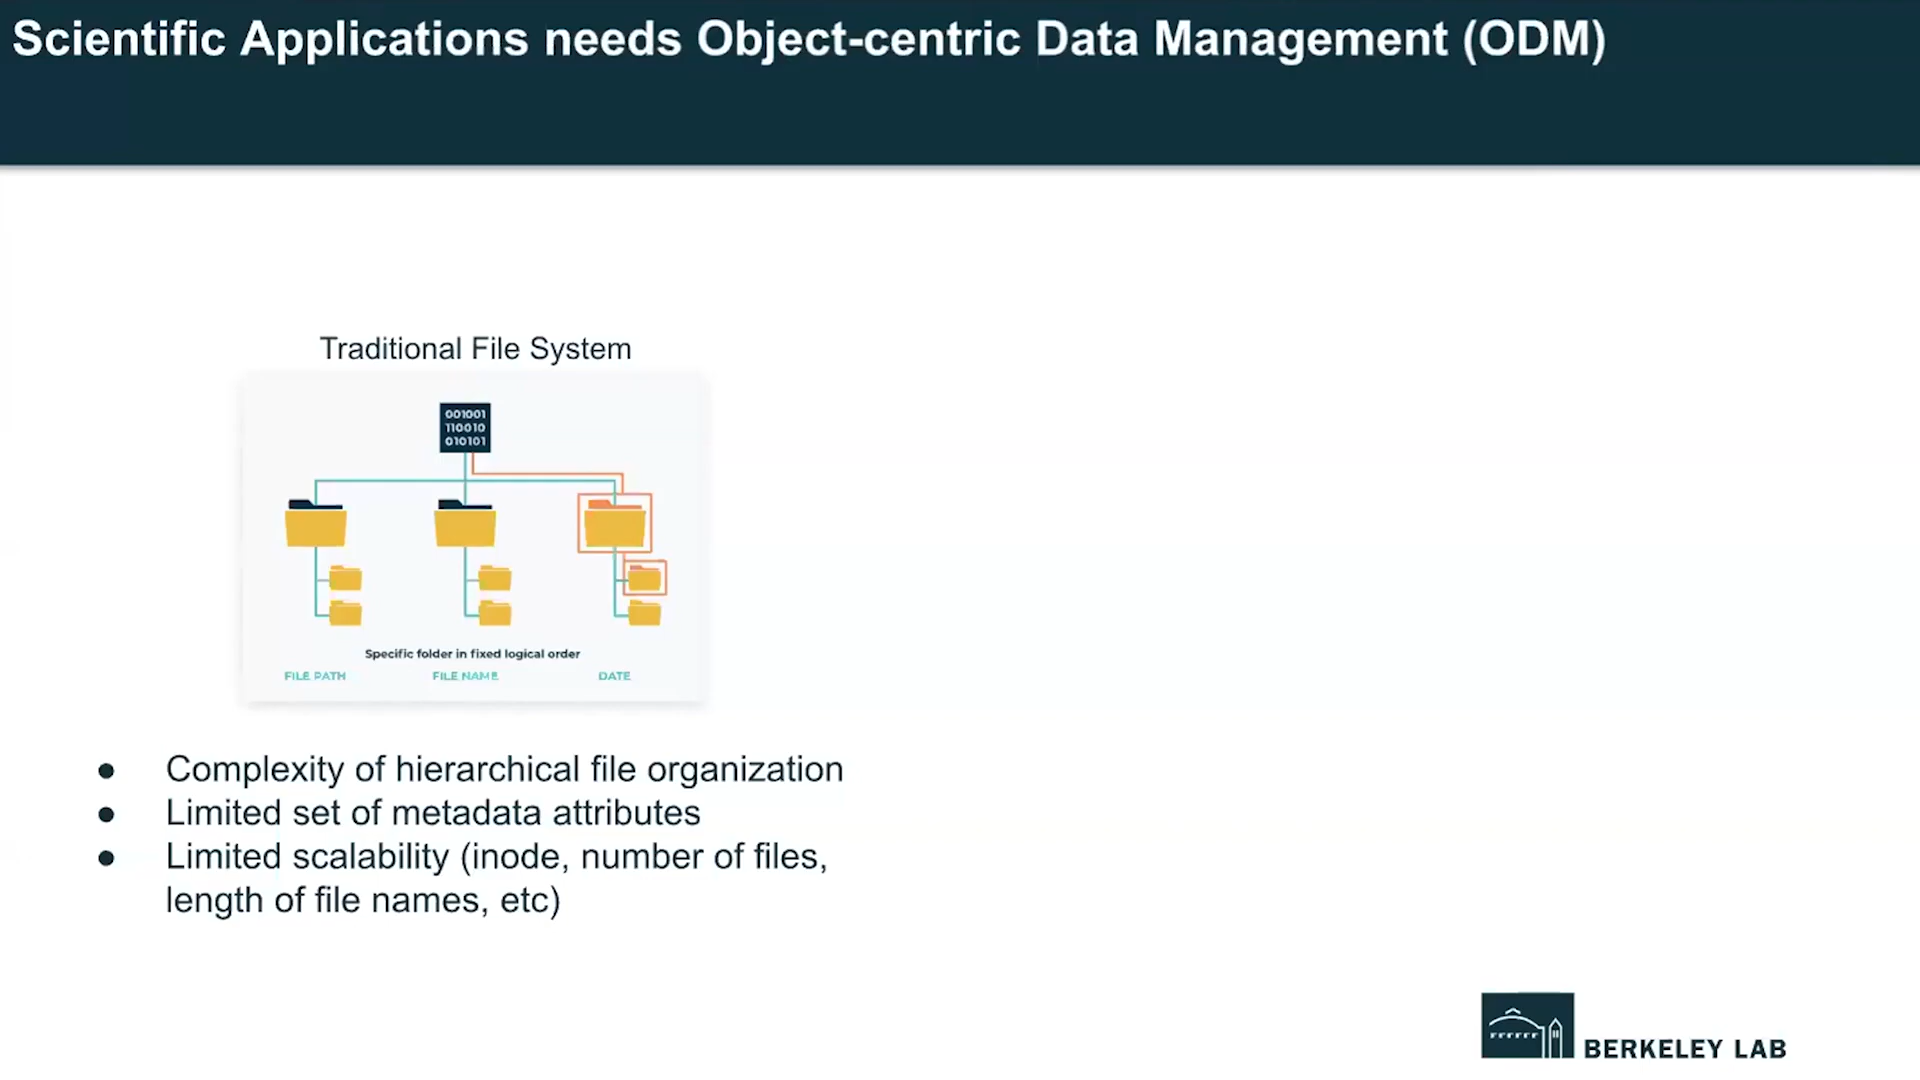 Scientific Applications needs Object-centric Data Management (ODM)
Traditional File System
001001
110010
010101
Specific folder in fixed logical order
FILE PATH FILE NAME DATE
● Complexity of hierarchical file organization
● Limited set of metadata attributes
● Limited scalability (inode, number of files,
length of file names, etc)
BERKELEY LAB